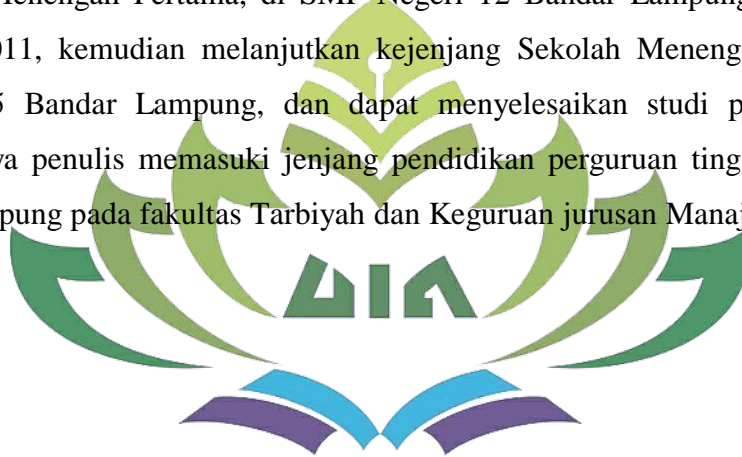 Menengah Pertama, di SMP Negeri 12 Bandar Lampung
011, kemudian melanjutkan kejenjang Sekolah Meneng
5 Bandar Lampung, dan dapat menyelesaikan studi p
ya penulis memasuki jenjang pendidikan perguruan ting
pung pada fakultas Tarbiyah dan Keguruan jurusan Manaj
UIN